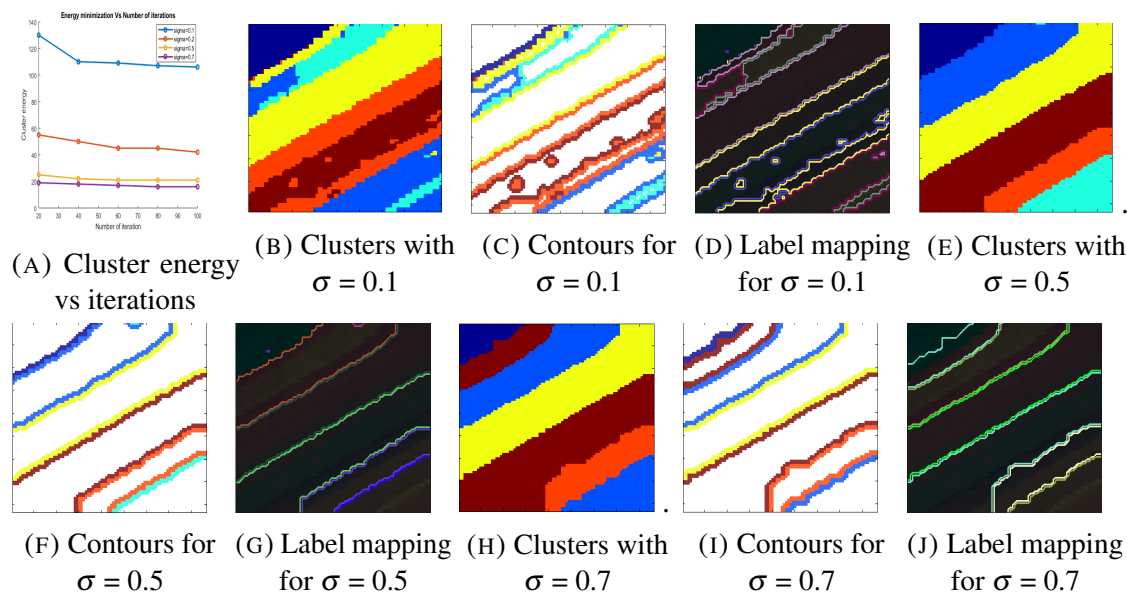 Energy minimization Vs Number of iterations
sigma=0.1
sigma=0.2
sigma=0.5
sigma=0.7
Cluster energy
140
120
100
80
60
40
20
0
20 30 40 50 60 70 80 90 100
Number of iteration
(A) Cluster energy
vs iterations
(B) Clusters with
σ = 0.1
(C) Contours for
σ = 0.1
(D) Label mapping
for σ = 0.1
(E) Clusters with
σ = 0.5
.
(F) Contours for
σ = 0.5
(G) Label mapping
for σ = 0.5
(H) Clusters with
σ = 0.7
.
(I) Contours for
σ = 0.7
(J) Label mapping
for σ = 0.7